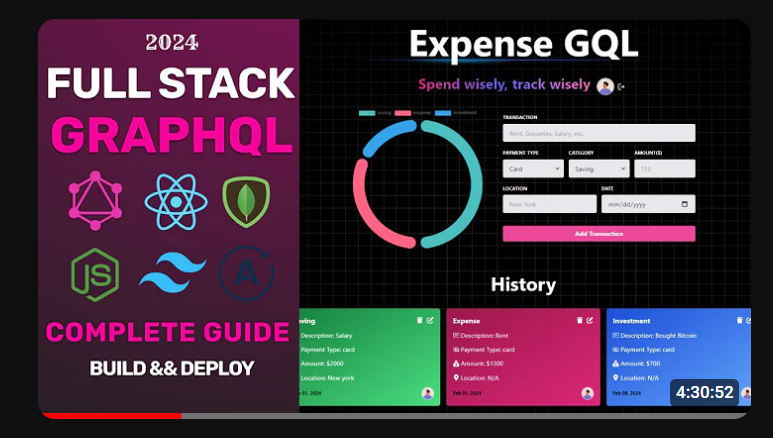 2024
FULL STACK
GRAPHQL
JS
A
COMPLETE GUIDE
BUILD && DEPLOY
Expense GQL
Spend wisely, track wisely
saving expense investment
TRANSACTION
Rent, Groceries, Salary, etc.
PAYMENT TYPE CATEGORY AMOUNT($)
Card Saving 150
LOCATION DATE
New York mm/dd/yyyy
Add Transaction
History
ving
Description: Salary
Payment Type: card
Amount: $2000
Location: New york
01, 2024
Expense
Description: Rent
Payment Type: card
Amount: $1300
Location: N/A
Feb 01, 2024
Investment
Description: Bought Bitcoin
Payment Type: card
Amount: $700
Location: N/A
Feb 08, 2024
4:30:52